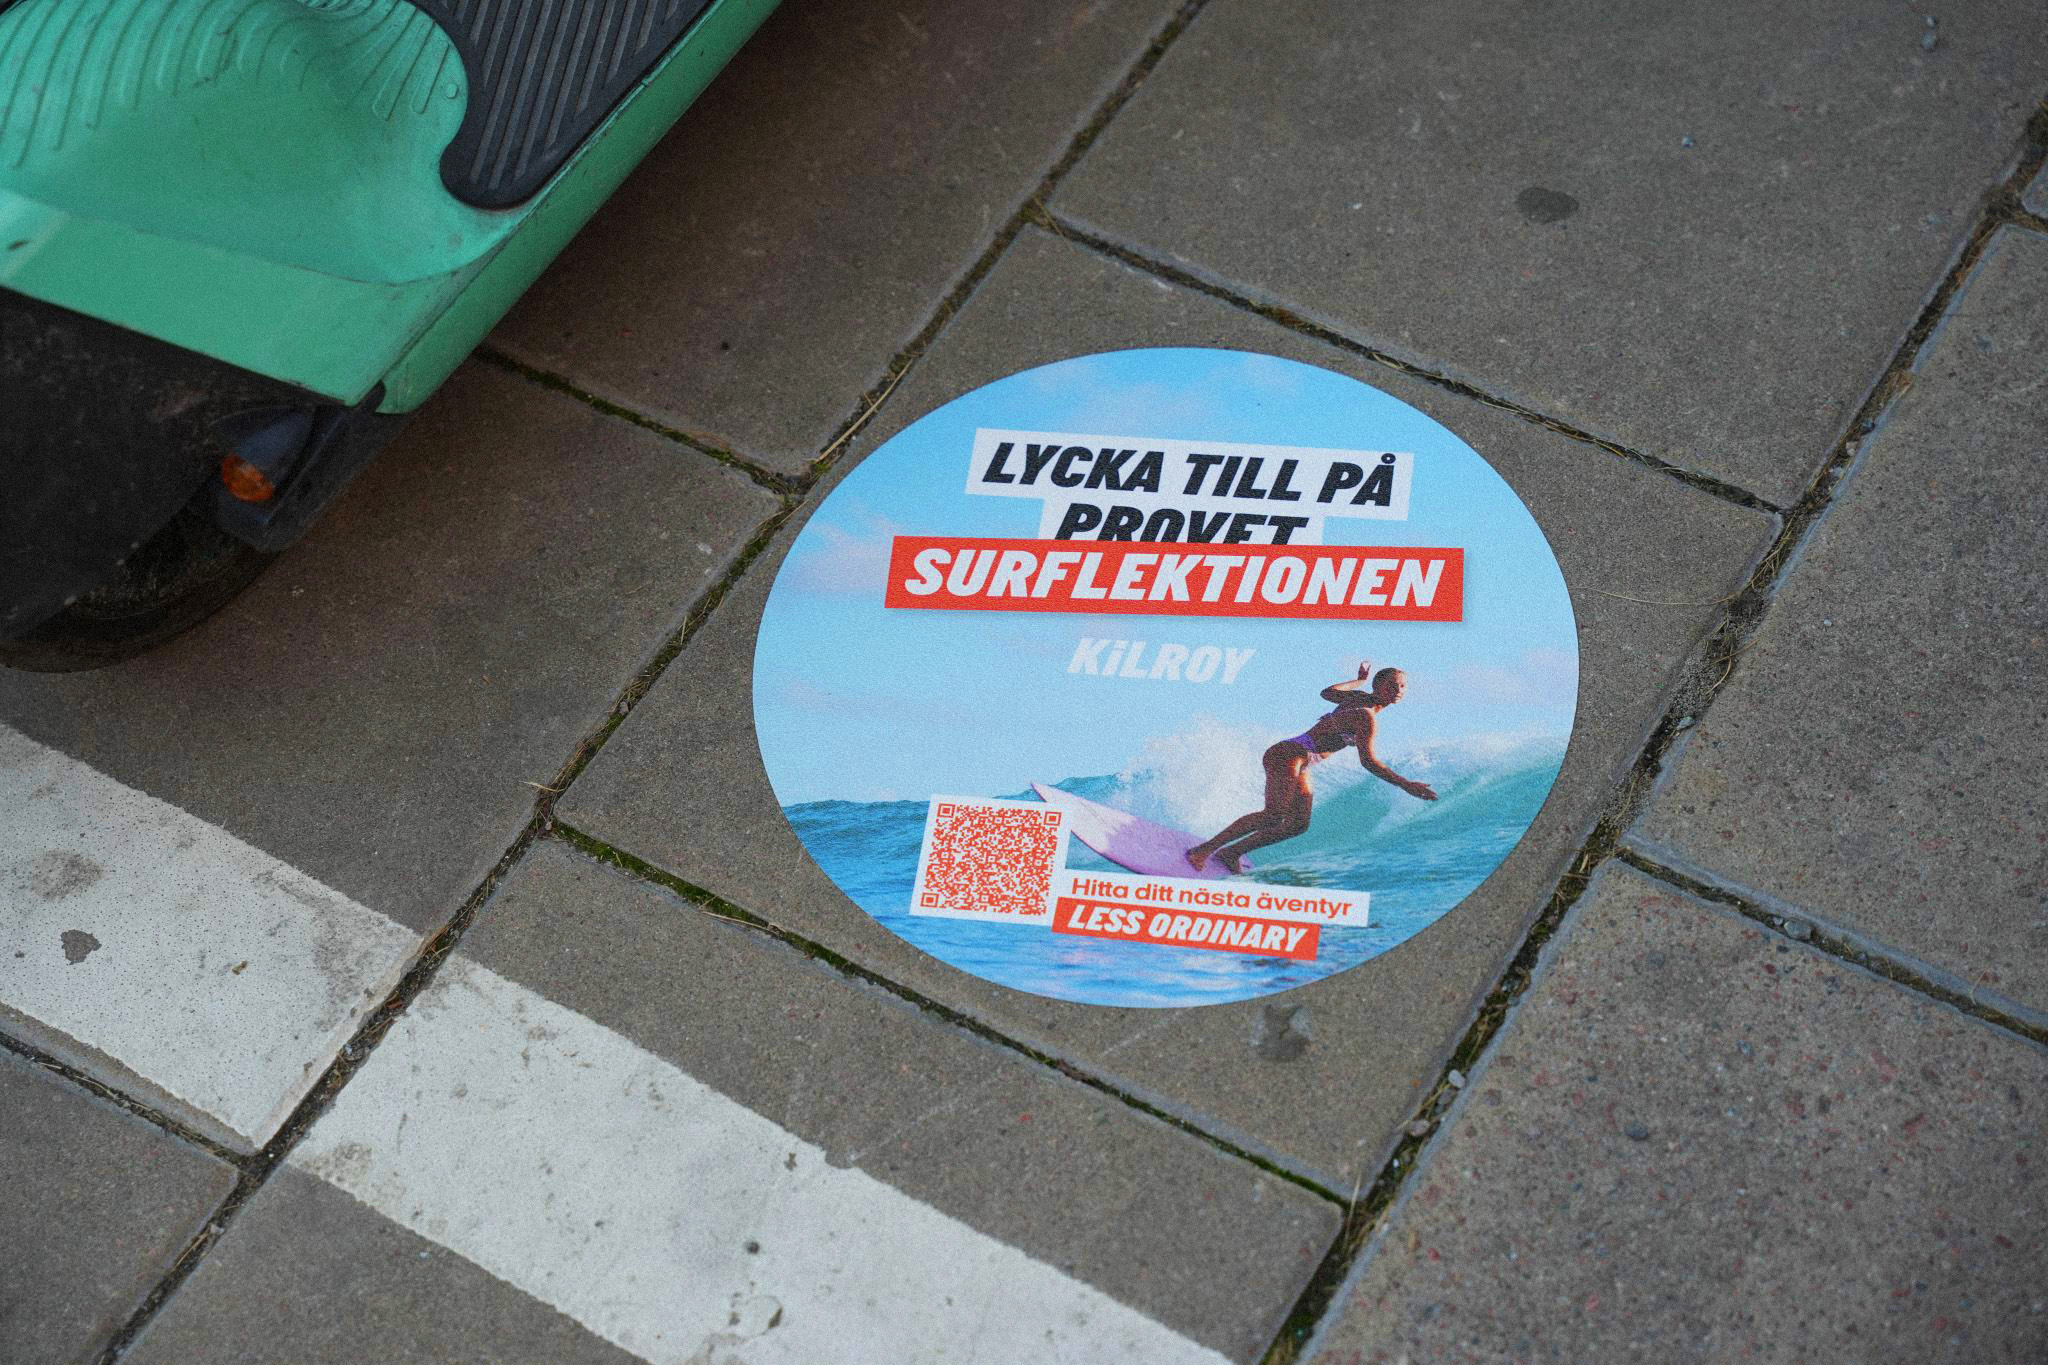 LYCKA TILL PÅ
PROVET
SURFLEKTIONEN
KiLROY
Hitta ditt nästa äventyr
LESS ORDINARY